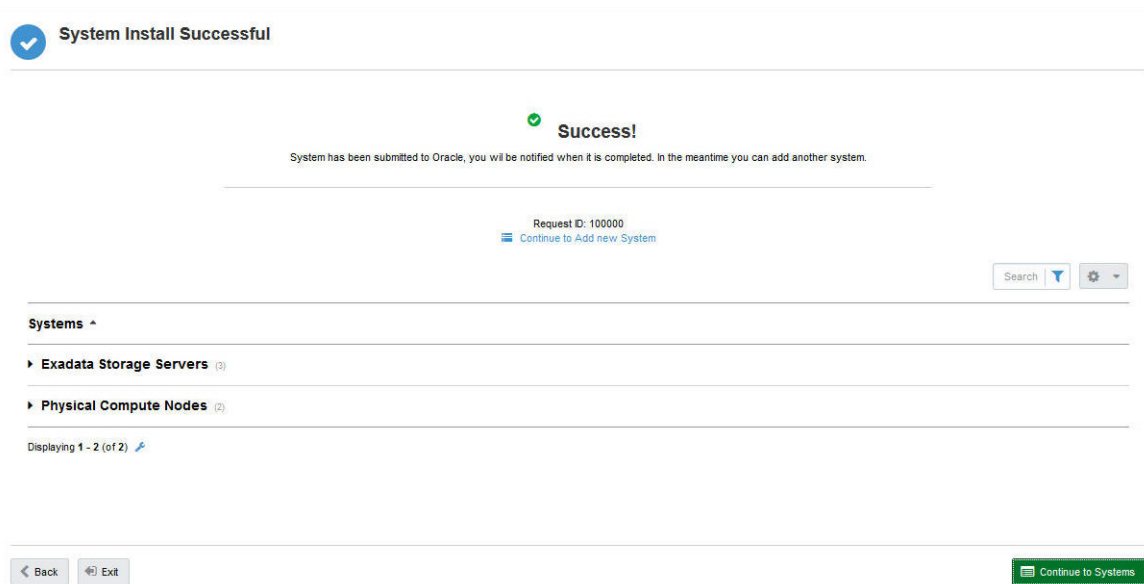 System Install Successful
Success!
System has been submitted to Oracle, you wil be notified when it is completed. In the meantime you can add another system.
Request ID: 100000
Continue to Add new System
Search
Systems
Exadata Storage Servers (3)
Physical Compute Nodes (2)
Displaying 1 - 2 (of 2)
Back Exit Continue to Systems